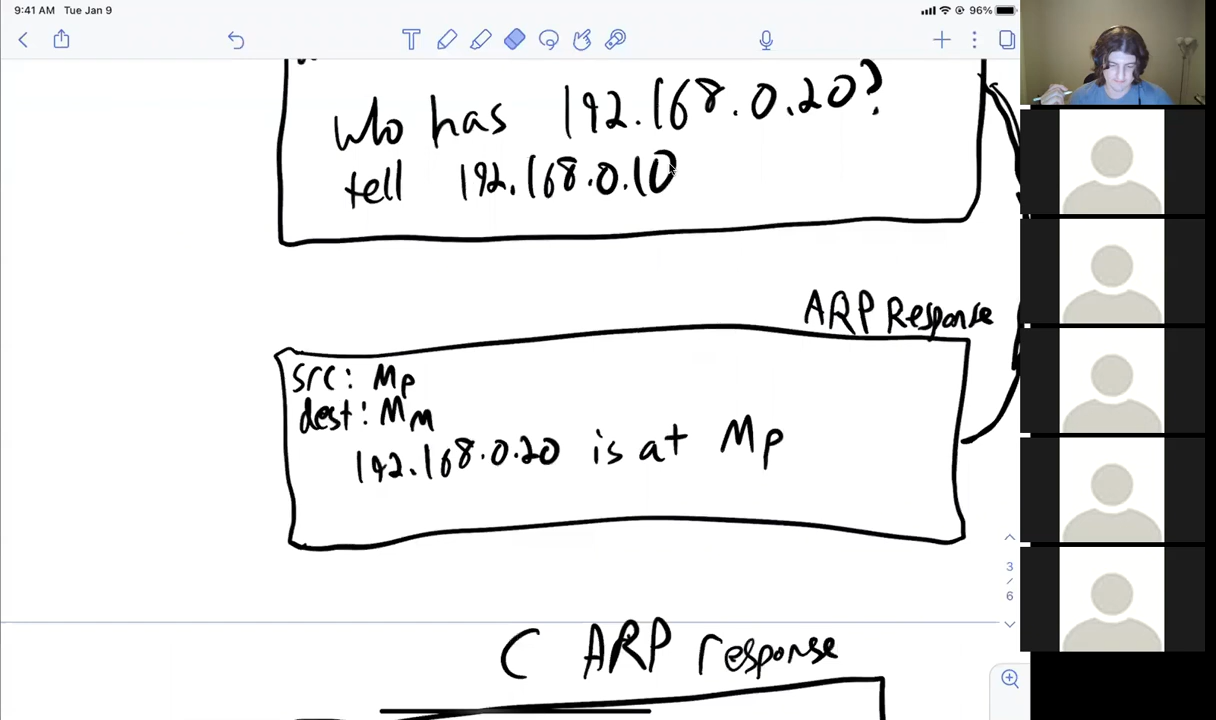 9:41 AM Tue Jan 9
96%
who has 192.168.0.20?
tell 192.168.0.10
ARP Response
src: Mp
dest: MM
192.168.0.20 is at Mp
3
/
6
C ARP response